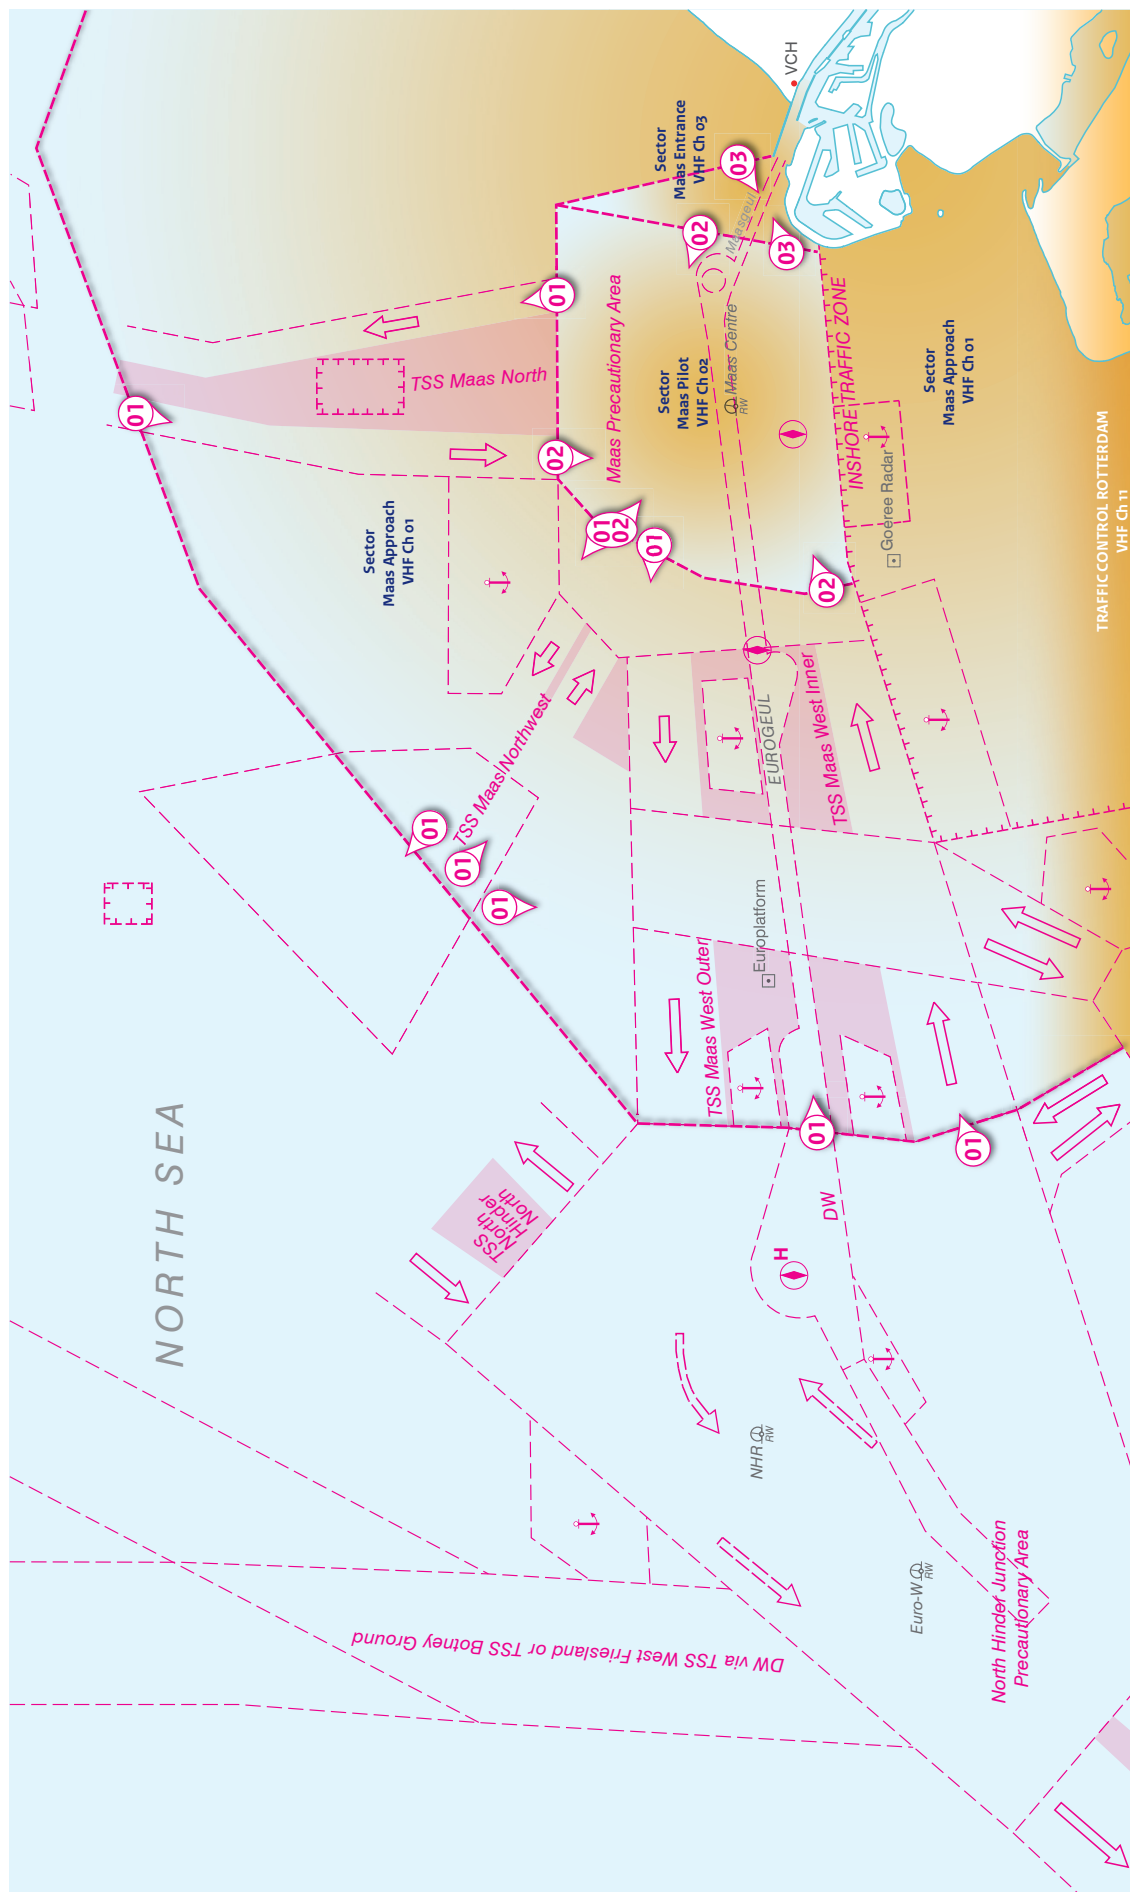 VCH
Sector
Maas Entrance
VHF Ch 03
03
02
Maasgeul
03
01
Maas Precautionary Area
TSS Maas North
01
02
Sector
Maas Pilot
VHF Ch 02
Maas Centre
RW
INSHORE TRAFFIC ZONE
Sector
Maas Approach
VHF Ch 01
Goeree Radar
TRAFFIC CONTROL ROTTERDAM
VHF Ch 11
Sector
Maas Approach
VHF Ch 01
01
02
01
02
TSS Maas Northwest
01
01
01
EUROGEUL
TSS Maas West Inner
Europlatform
TSS Maas West Outer
01
01
NORTH SEA
TSS
North
Hinder
North
DW
H
NHR
RW
Euro-W
RW
North Hinder Junction
Precautionary Area
DW via TSS West Friesland or TSS Botney Ground